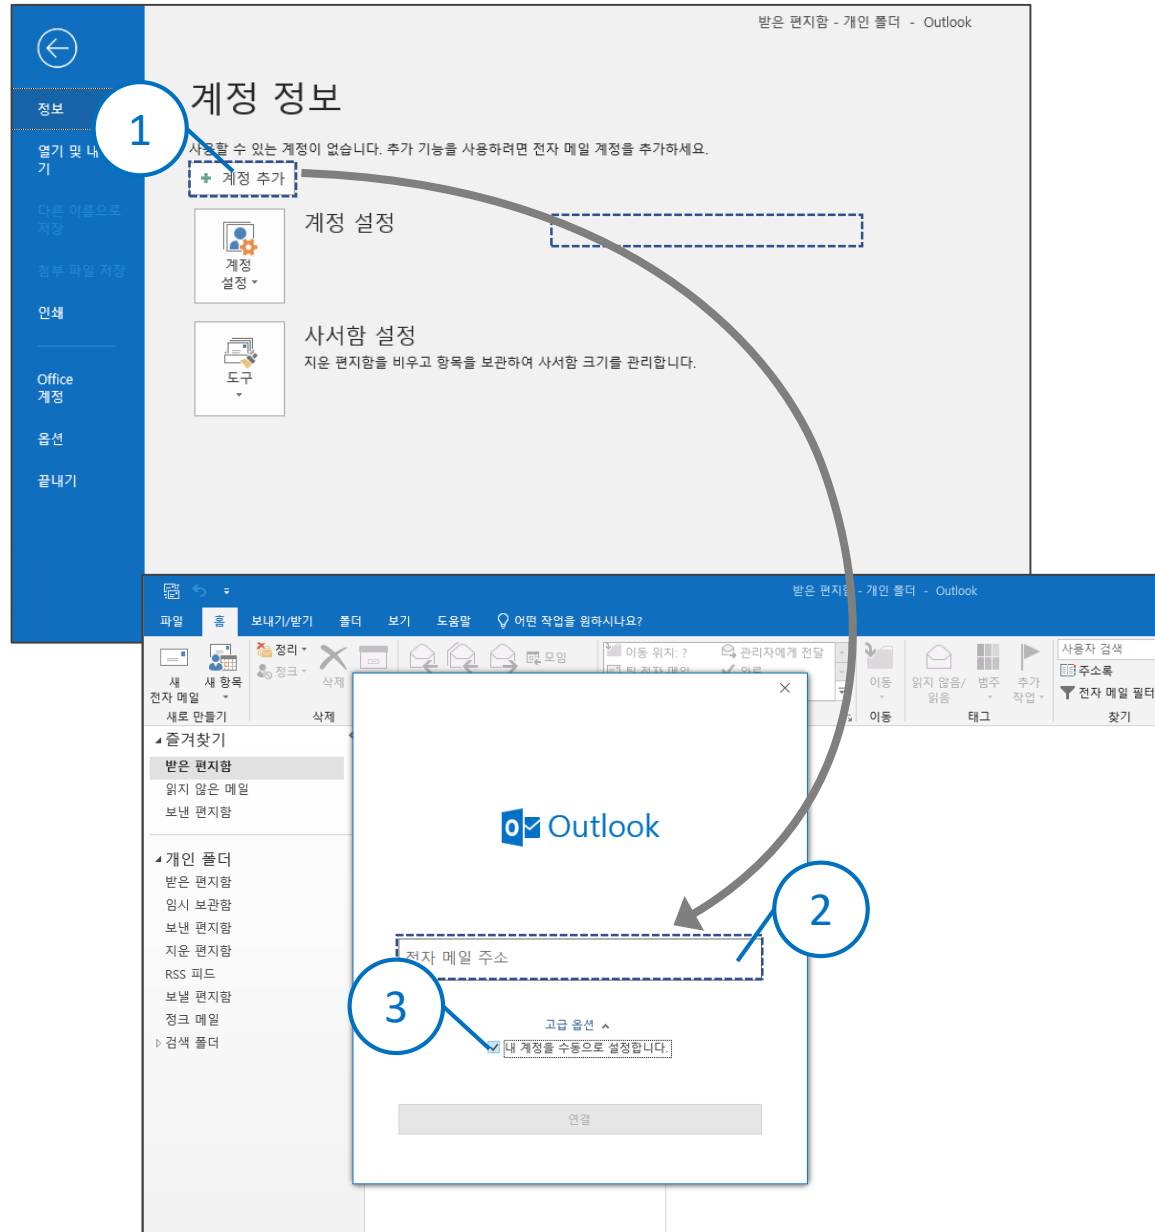 받은 편지함 - 개인 폴더 - Outlook
계정 정보
정보
1
사용할 수 있는 계정이 없습니다. 추가 기능을 사용하려면 전자 메일 계정을 추가하세요.
열기 및 내
기
계정 추가
다른 이름으로
저장
계정 설정
계정
설정
첨부 파일 저장
인쇄
사서함 설정
지운 편지함을 비우고 항목을 보관하여 사서함 크기를 관리합니다.
도구
Office
계정
옵션
끝내기
받은 편지함 - 개인 폴더 - Outlook
파일 홈 보내기/받기 폴더 보기 도움말 어떤 작업을 원하시나요?
새
전자 메일
새 항목
새로 만들기
정리
정크
삭제
삭제
모임
이동 위치: ?
팀 전자 메일
관리자에게 전달
완료
이동
이동
읽지 않음/
읽음
범주
추가
작업
태그
사용자 검색
주소록
전자 메일 필터
찾기
즐겨찾기
받은 편지함
읽지 않은 메일
보낸 편지함
개인 폴더
받은 편지함
임시 보관함
보낸 편지함
지운 편지함
RSS 피드
보낼 편지함
정크 메일
검색 폴더
Outlook
2
전자 메일 주소
3
고급 옵션
내 계정을 수동으로 설정합니다.
연결